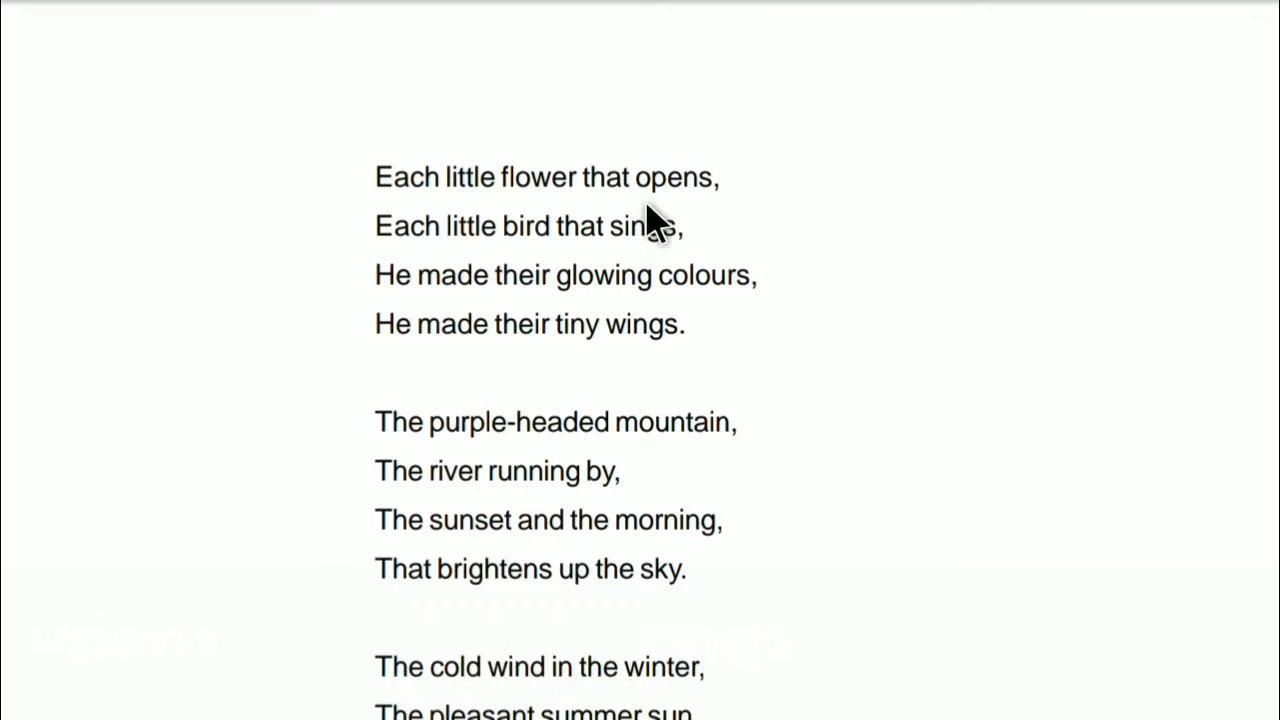 Each little flower that opens,
Each little bird that sings,
He made their glowing colours,
He made their tiny wings.
The purple-headed mountain,
The river running by,
The sunset and the morning,
That brightens up the sky.
The cold wind in the winter,
The pleasant summer sun